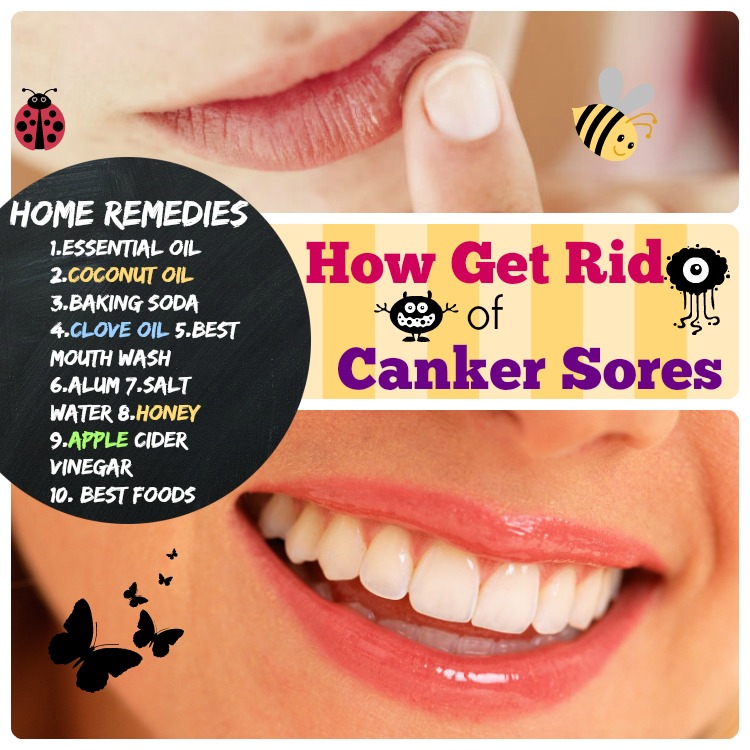 HOME REMEDIES
1.ESSENTIAL OIL
2.COCONUT OIL
3.BAKING SODA
4.CLOVE OIL 5.BEST
MOUTH WASH
6.ALUM 7.SALT
WATER 8.HONEY
9.APPLE CIDER
VINEGAR
10. BEST FOODS
How Get Rid
of
Canker Sores